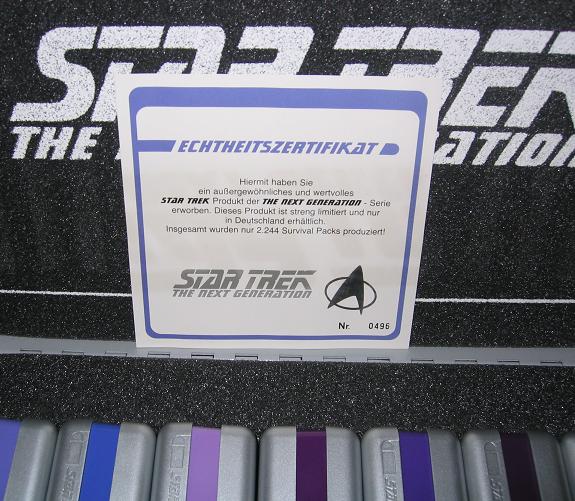 STAR TREK
THE NEXT GENERATION
ECHTHEITSZERTIFIKAT
Hiermit haben Sie
ein außergewöhnliches und wertvolles
STAR TREK Produkt der THE NEXT GENERATION - Serie
erworben. Dieses Produkt ist streng limitiert und nur
in Deutschland erhältlich.
Insgesamt wurden nur 2.244 Survival Packs produziert!
STAR TREK
THE NEXT GENERATION
Nr. 0496